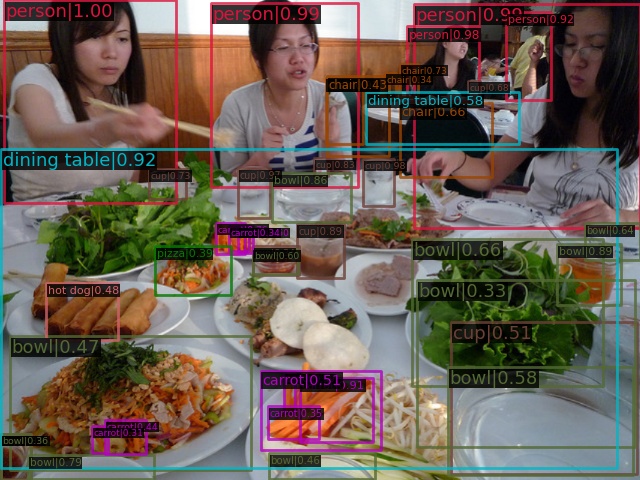 person|1.00
person|0.99
person|0.98
person|0.92
person|0.98
chair|0.73
chair|0.34
chair|0.43
cup|0.68
dining table|0.58
chair|0.66
dining table|0.92
cup|0.83
cup|0.98
cup|0.73
cup|0.97
bowl|0.86
carrot|0.34
cup|0.89
bowl|0.64
pizza|0.39
bowl|0.60
bowl|0.66
bowl|0.89
hot dog|0.48
bowl|0.33
cup|0.51
bowl|0.47
carrot|0.51
0.91
bowl|0.58
carrot|0.35
carrot|0.44
carrot|0.31
bowl|0.36
bowl|0.79
bowl|0.46